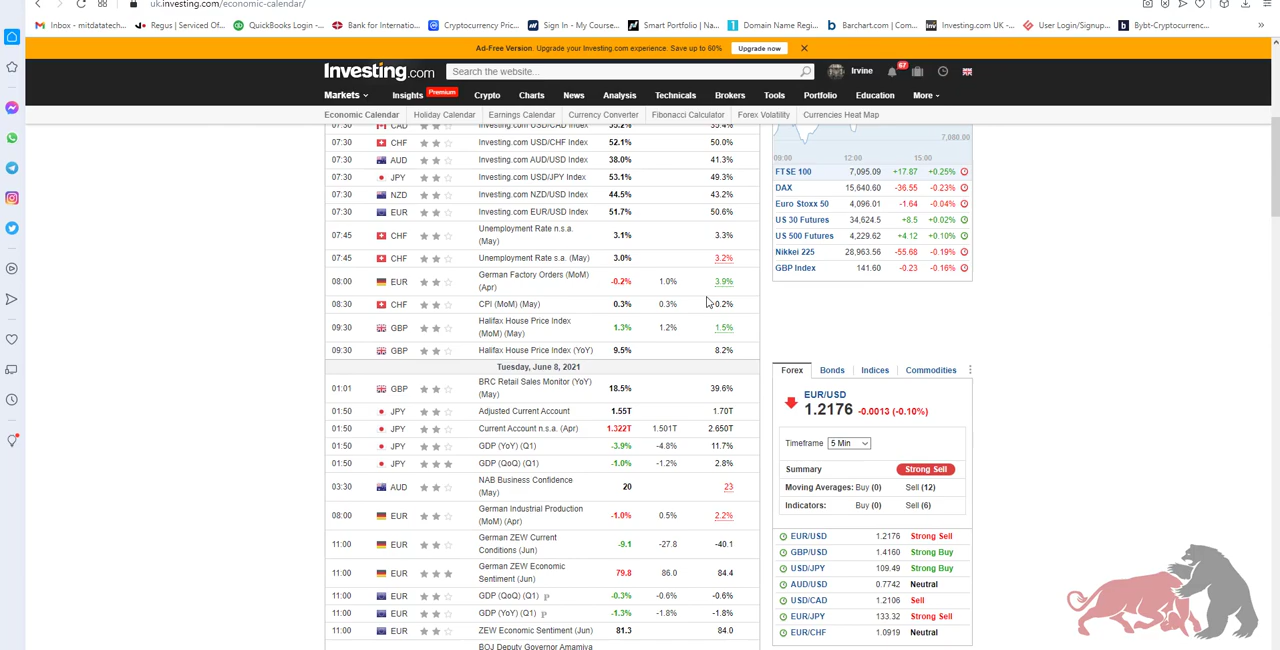 uk.investing.com/economic-calendar/
Inbox - mitdatatech... Regus | Serviced Of... QuickBooks Login -... Bank for Internatio... Cryptocurrency Pric... Sign In - My Course... Smart Portfolio | Na... Domain Name Regi... Barchart.com | Com... Investing.com UK -... User Login/Signup... Bybt-Cryptocurrenc... »
Ad-Free Version. Upgrade your Investing.com experience. Save up to 60% Upgrade now
Investing.com Search the website... Irvine 67
Markets Insights Premium Crypto Charts News Analysis Technicals Brokers Tools Portfolio Education More
Economic Calendar Holiday Calendar Earnings Calendar Currency Converter Fibonacci Calculator Forex Volatility Currencies Heat Map
07:30 CAD Investing.com USD/CAD Index 55.2% 55.4%
07:30 CHF Investing.com USD/CHF Index 52.1% 50.0%
07:30 AUD Investing.com AUD/USD Index 38.0% 41.3%
07:30 JPY Investing.com USD/JPY Index 53.1% 49.3%
07:30 NZD Investing.com NZD/USD Index 44.5% 43.2%
07:30 EUR Investing.com EUR/USD Index 51.7% 50.6%
07:45 CHF Unemployment Rate n.s.a. (May) 3.1% 3.3%
07:45 CHF Unemployment Rate s.a. (May) 3.0% 3.2%
08:00 EUR German Factory Orders (MoM) (Apr) -0.2% 1.0% 3.9%
08:30 CHF CPI (MoM) (May) 0.3% 0.3% 0.2%
09:30 GBP Halifax House Price Index (MoM) (May) 1.3% 1.2% 1.5%
09:30 GBP Halifax House Price Index (YoY) 9.5% 8.2%
Tuesday, June 8, 2021
01:01 GBP BRC Retail Sales Monitor (YoY) (May) 18.5% 39.6%
01:50 JPY Adjusted Current Account 1.55T 1.70T
01:50 JPY Current Account n.s.a. (Apr) 1.322T 1.501T 2.650T
01:50 JPY GDP (YoY) (Q1) -3.9% -4.8% 11.7%
01:50 JPY GDP (QoQ) (Q1) -1.0% -1.2% 2.8%
03:30 AUD NAB Business Confidence (May) 20 23
08:00 EUR German Industrial Production (MoM) (Apr) -1.0% 0.5% 2.2%
11:00 EUR German ZEW Current Conditions (Jun) -9.1 -27.8 -40.1
11:00 EUR German ZEW Economic Sentiment (Jun) 79.8 86.0 84.4
11:00 EUR GDP (QoQ) (Q1) P -0.3% -0.6% -0.6%
11:00 EUR GDP (YoY) (Q1) P -1.3% -1.8% -1.8%
11:00 EUR ZEW Economic Sentiment (Jun) 81.3 84.0
BOJ Deputy Governor Amamiya
7,080.00
09:00 12:00 15:00
FTSE 100 7,095.09 +17.87 +0.25%
DAX 15,640.60 -36.55 -0.23%
Euro Stoxx 50 4,096.01 -1.64 -0.04%
US 30 Futures 34,624.5 +8.5 +0.02%
US 500 Futures 4,229.62 +4.12 +0.10%
Nikkei 225 28,963.56 -55.68 -0.19%
GBP Index 141.60 -0.23 -0.16%
Forex Bonds Indices Commodities
EUR/USD
1.2176 -0.0013 (-0.10%)
Timeframe 5 Min
Summary Strong Sell
Moving Averages: Buy (0) Sell (12)
Indicators: Buy (0) Sell (6)
EUR/USD 1.2176 Strong Sell
GBP/USD 1.4160 Strong Buy
USD/JPY 109.49 Strong Buy
AUD/USD 0.7742 Neutral
USD/CAD 1.2106 Sell
EUR/JPY 133.32 Strong Sell
EUR/CHF 1.0919 Neutral